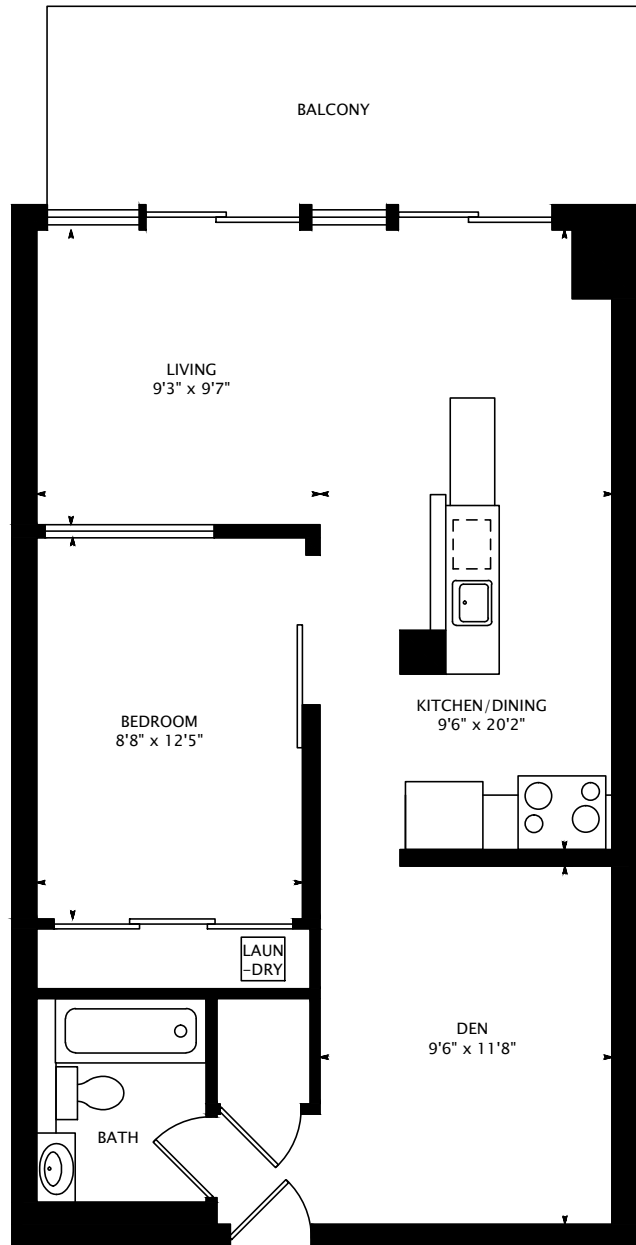 BALCONY
LIVING
9'3" x 9'7"
KITCHEN/DINING
9'6" x 20'2"
BEDROOM
8'8" x 12'5"
LAUN
-DRY
DEN
9'6" x 11'8"
BATH